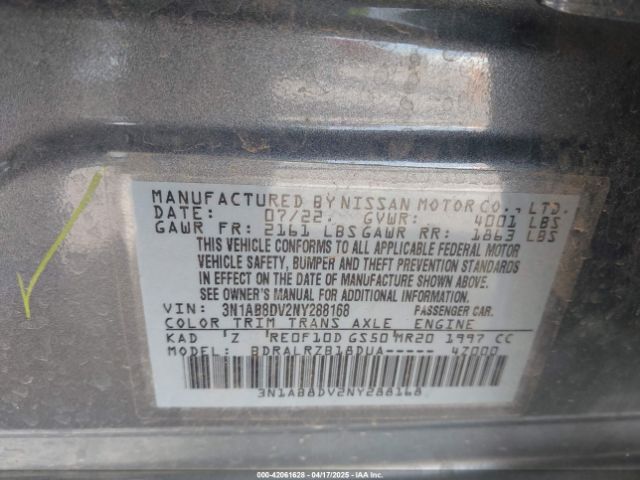 MANUFACTURED BY NISSAN MOTOR CO., LTD.
DATE: 07/22. GVWR: 4001 LBS
GAWR FR: 2161 LBS GAWR RR: 1863 LBS
THIS VEHICLE CONFORMS TO ALL APPLICABLE FEDERAL MOTOR
VEHICLE SAFETY, BUMPER AND THEFT PREVENTION STANDARDS
IN EFFECT ON THE DATE OF MANUFACTURE SHOWN ABOVE.
SEE OWNER'S MANUAL FOR ADDITIONAL INFORMATION.
VIN: 3N1AB8DV2NY288168 PASSENGER CAR.
COLOR TRIM TRANS AXLE ENGINE
KAD Z RE0F10D GS50 MR20 1997 CC
MODEL: BDRALRZB18DUA----- 4Z000
3N1AB8DV2NY288168
000-42061628 - 04/17/2025 - IAAI Customer